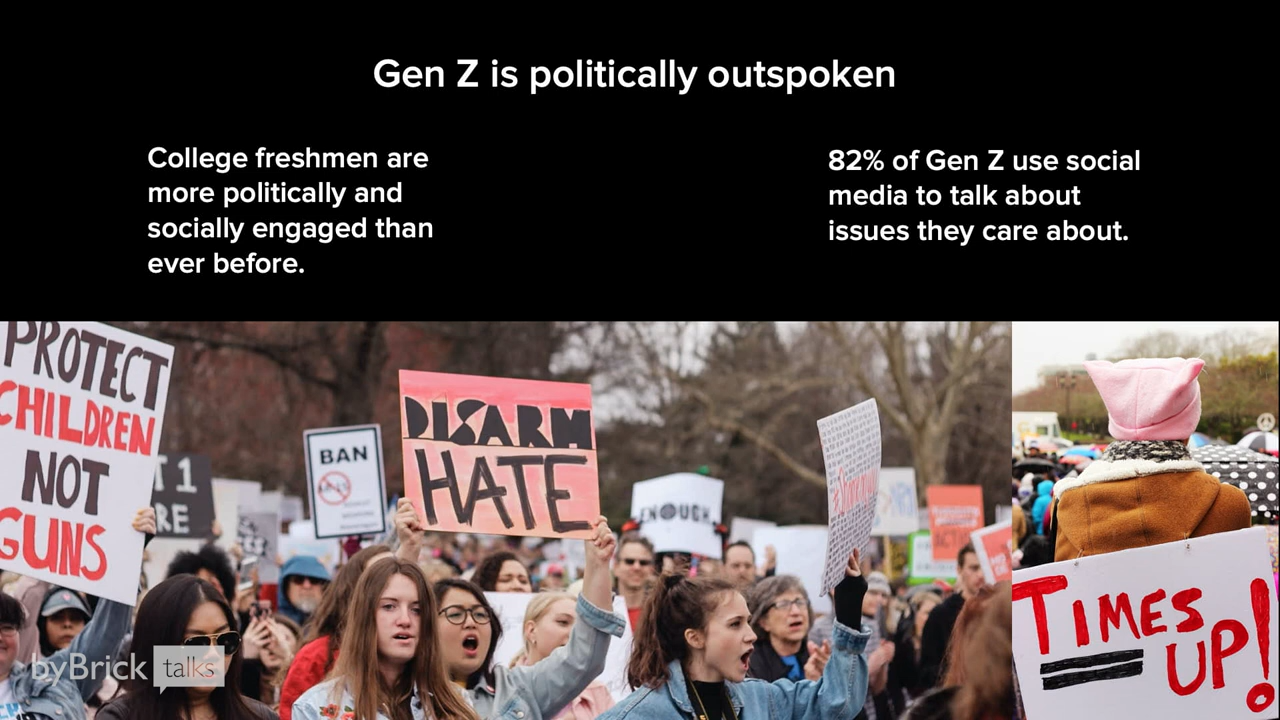 Gen Z is politically outspoken
College freshmen are
more politically and
socially engaged than
ever before.
82% of Gen Z use social
media to talk about
issues they care about.
PROTECT
CHILDREN
NOT
GUNS
BAN
DISARM
HATE
ENOUGH
TIMES
UP!
byBrick talks